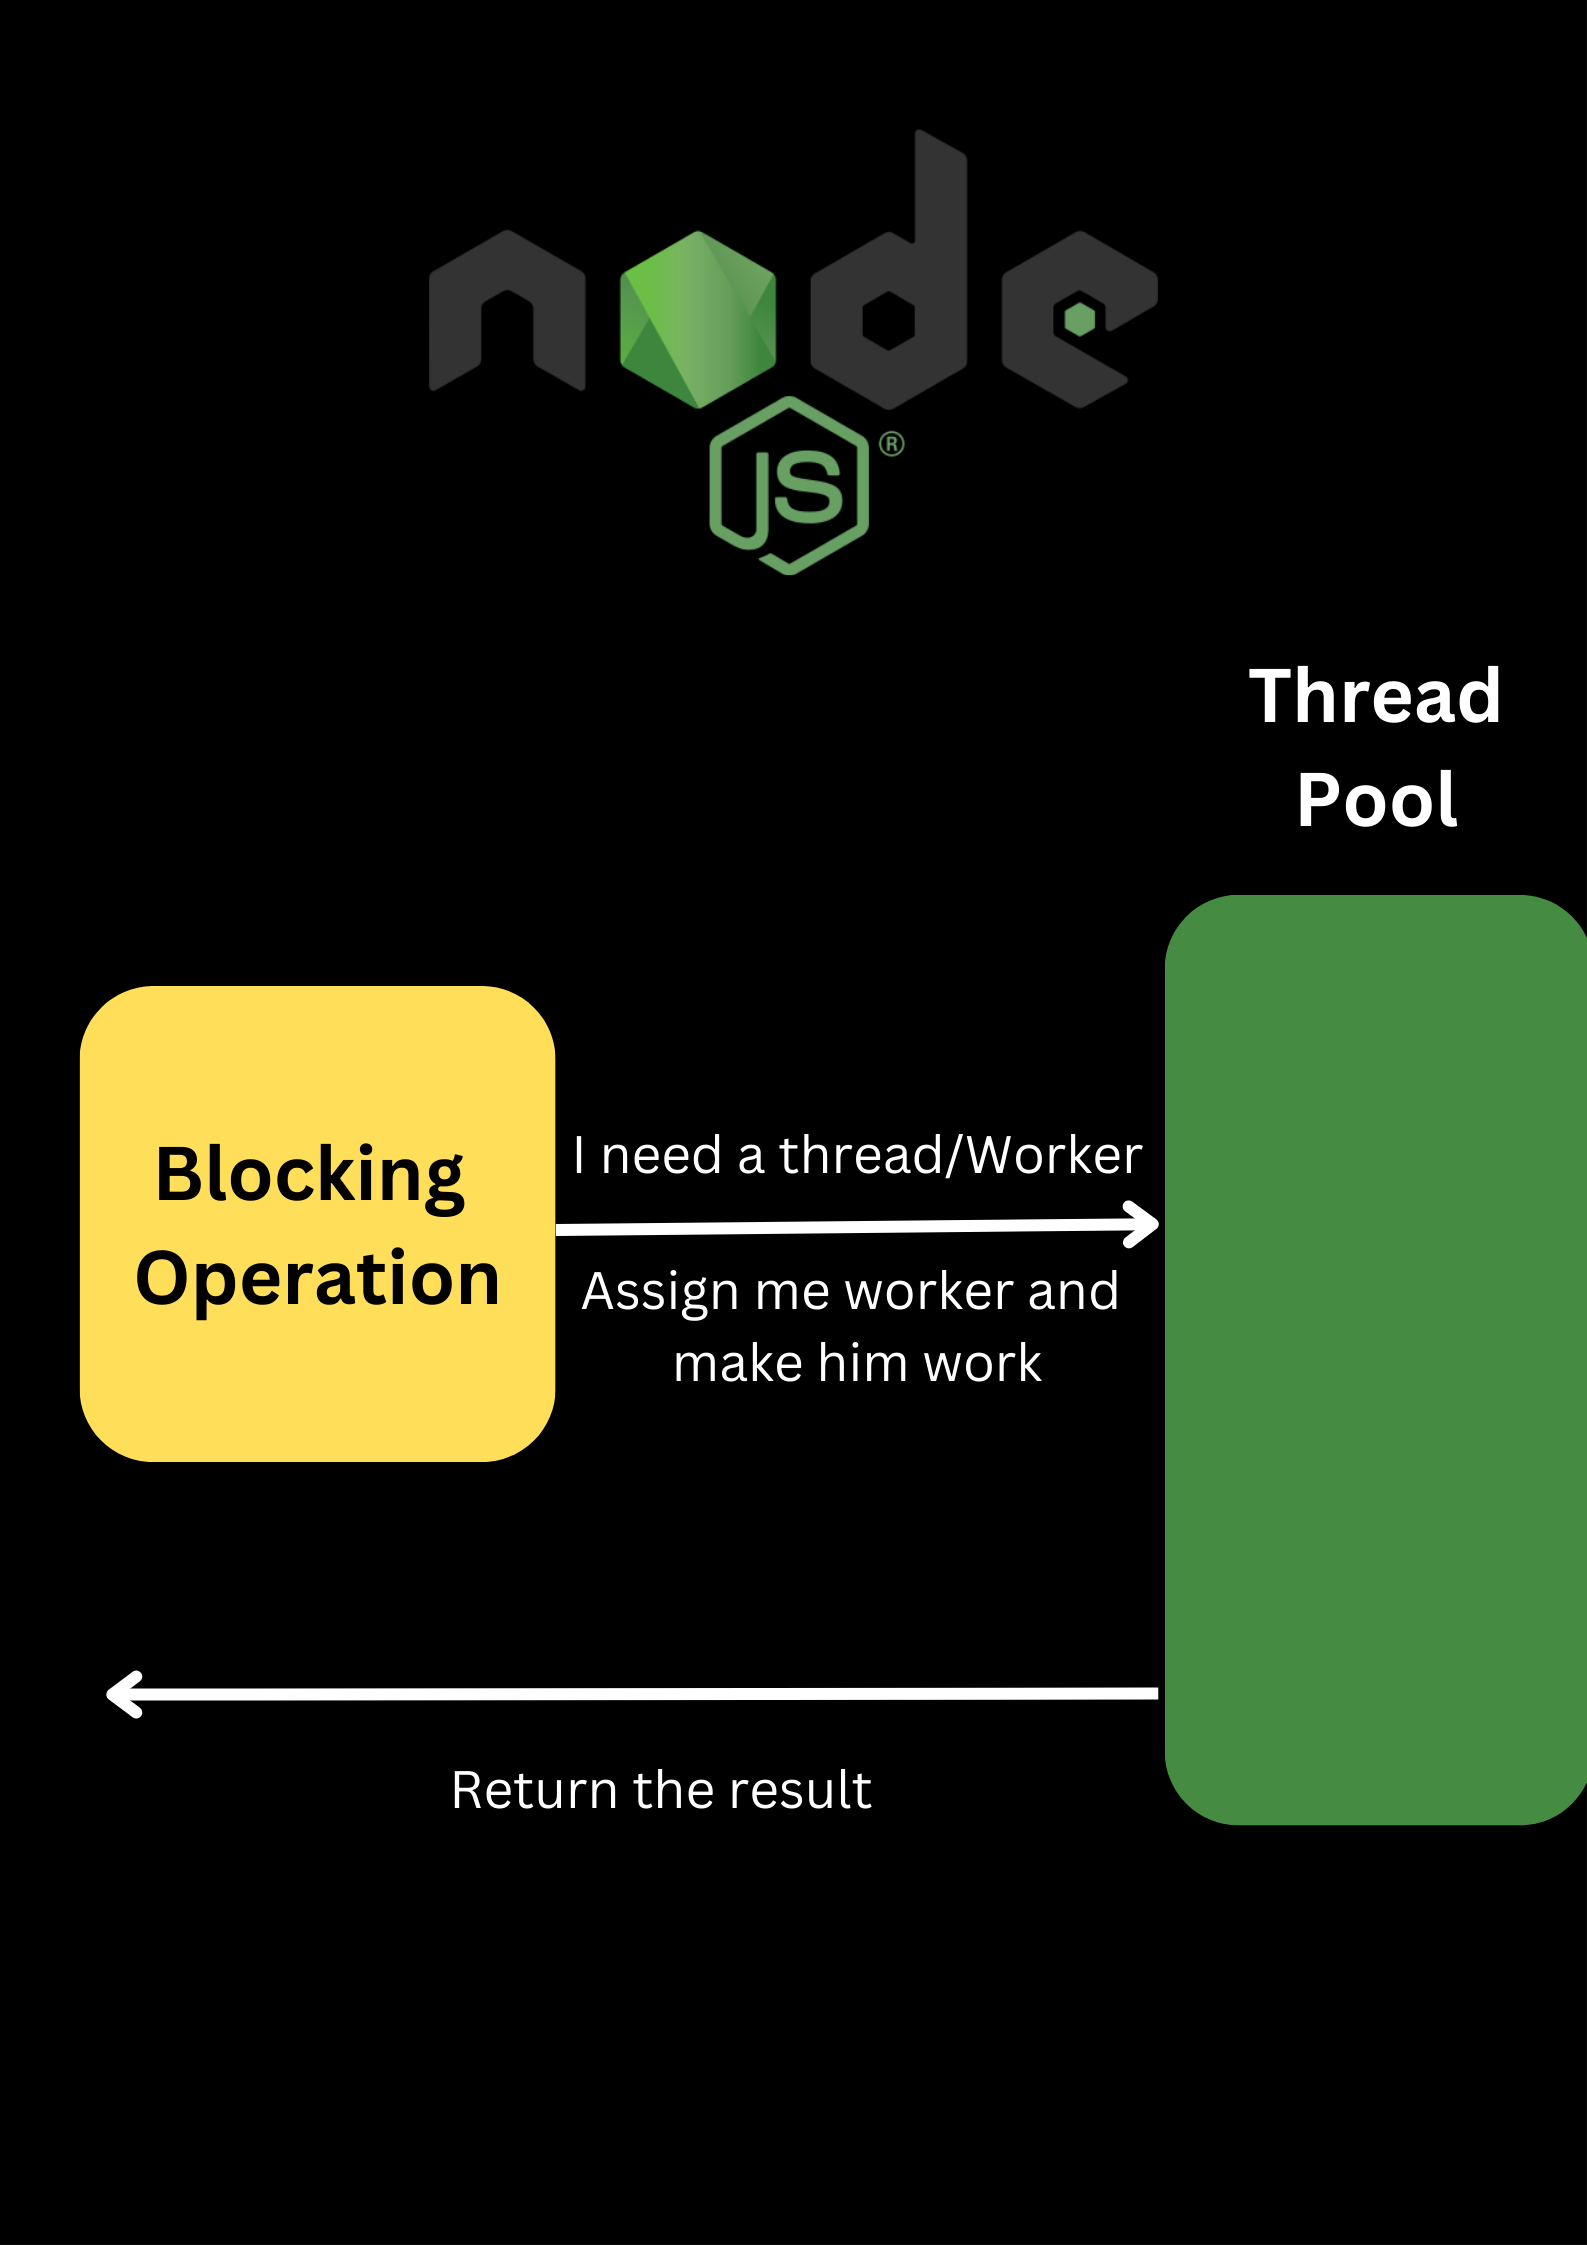 node
JS
®
Thread
Pool
Blocking
Operation
I need a thread/Worker
Assign me worker and
make him work
Return the result